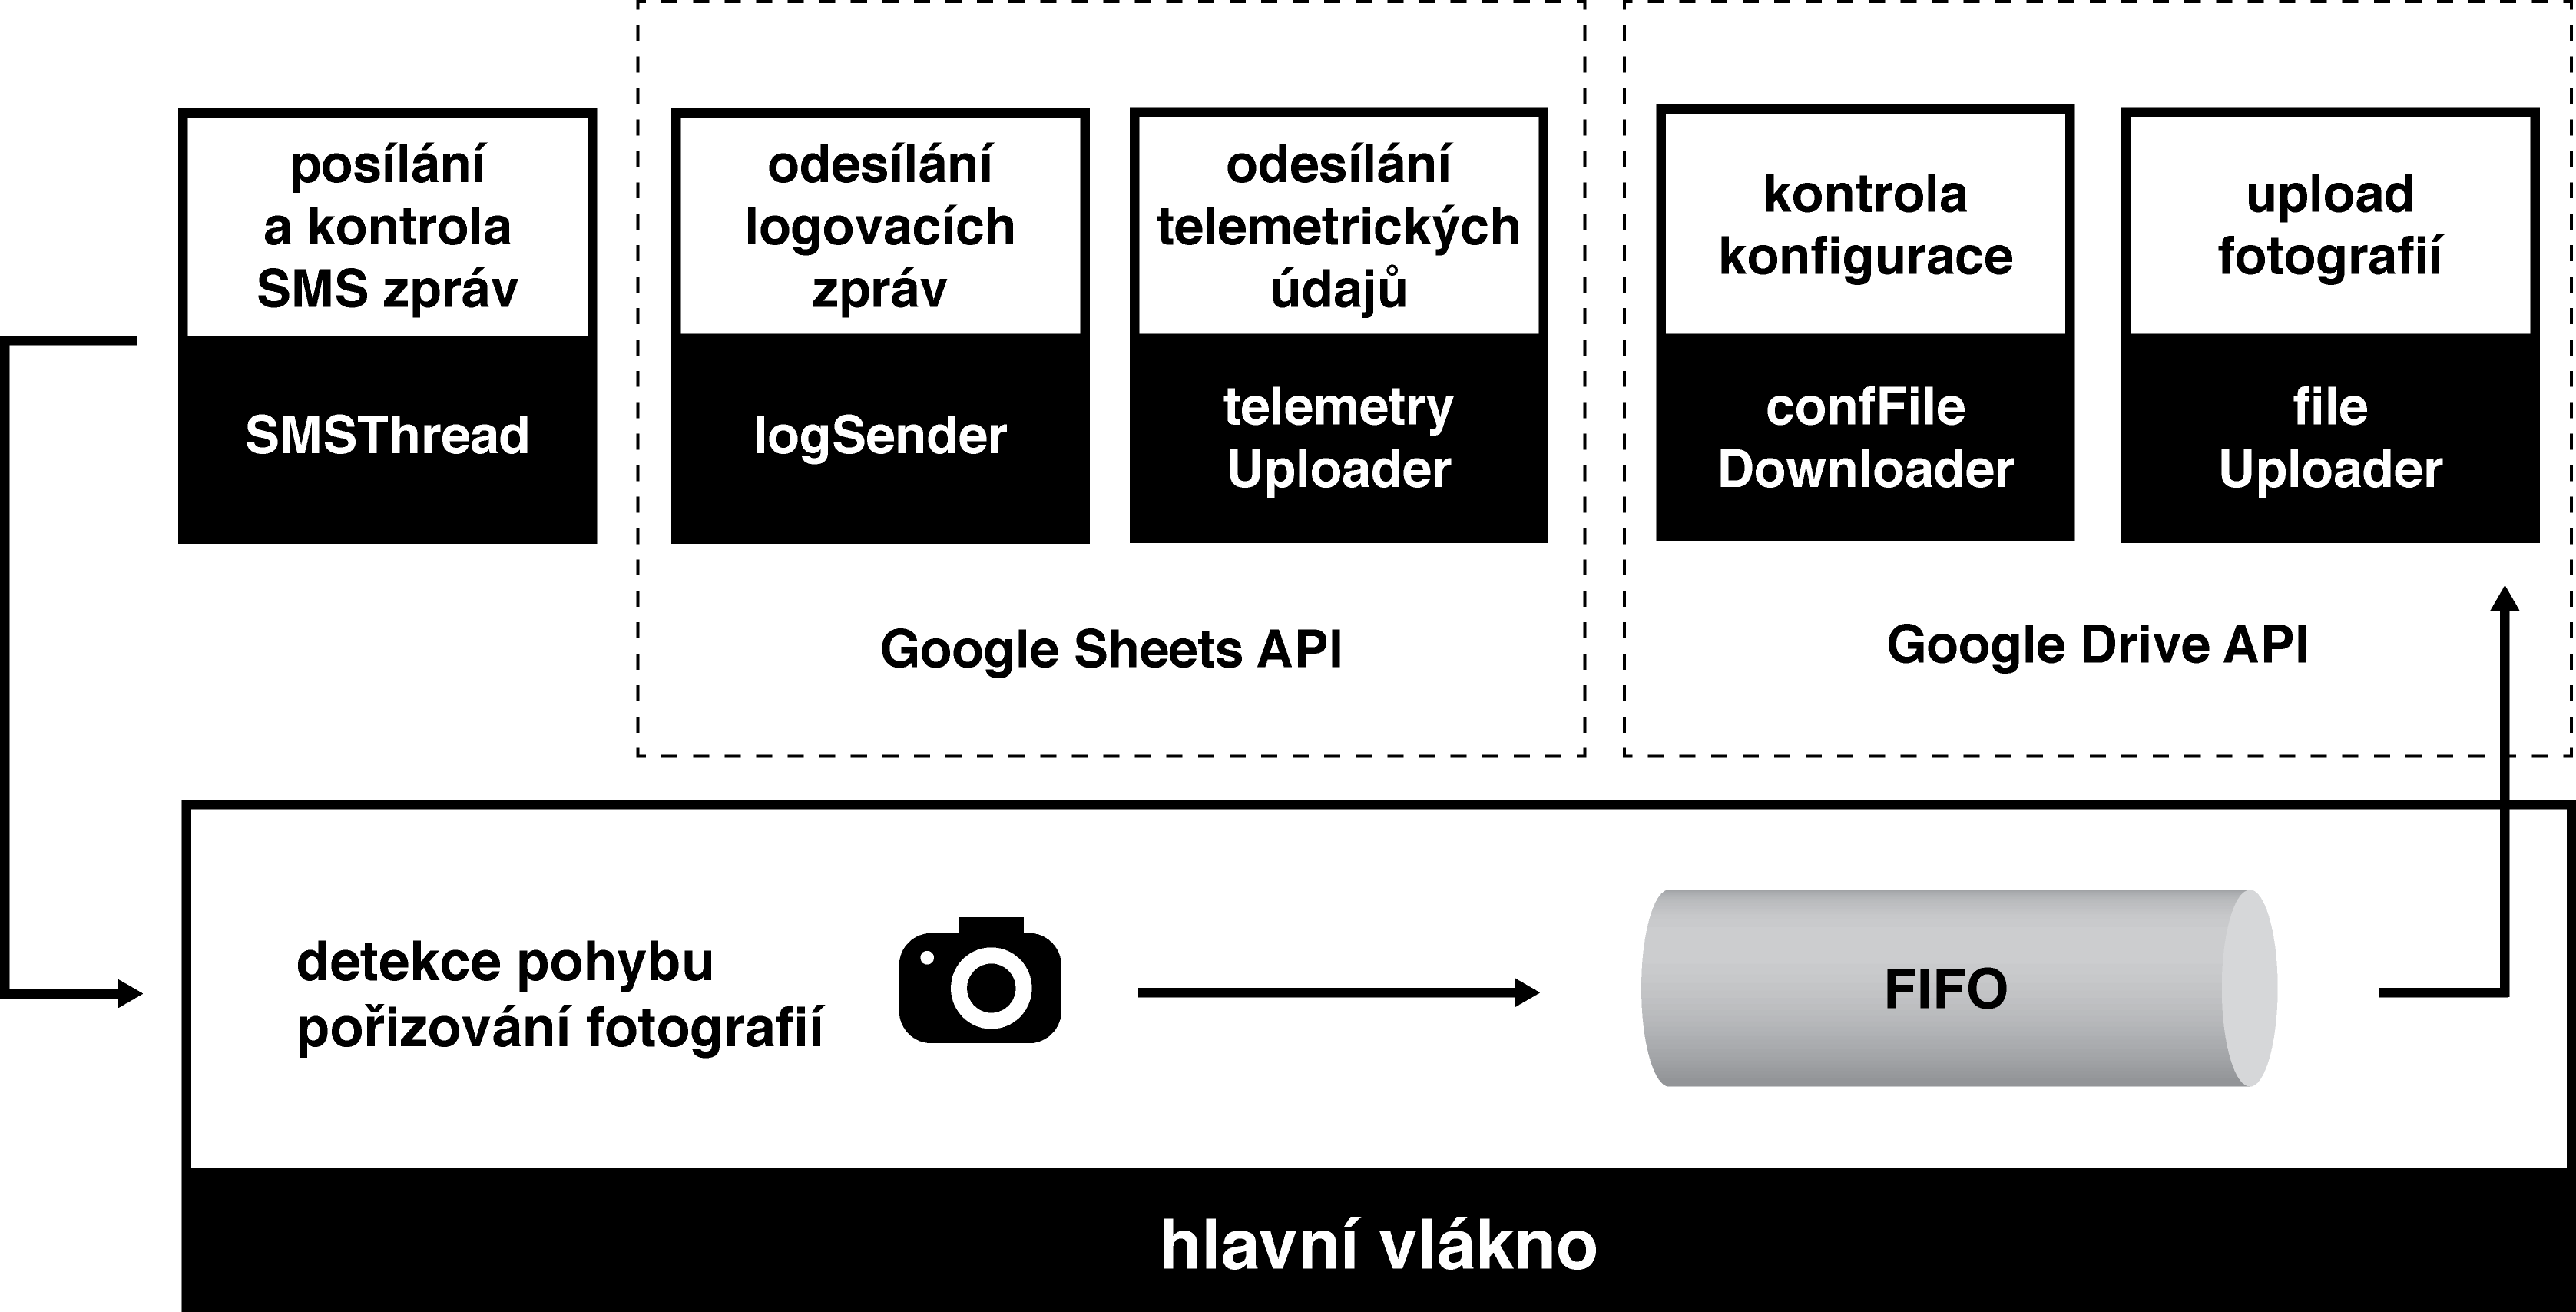 posílání
a kontrola
SMS zpráv
SMSThread
odesílání
logovacích
zpráv
logSender
odesílání
telemetrických
údajů
telemetry
Uploader
Google Sheets API
kontrola
konfigurace
confFile
Downloader
upload
fotografií
file
Uploader
Google Drive API
detekce pohybu
pořizování fotografií
FIFO
hlavní vlákno